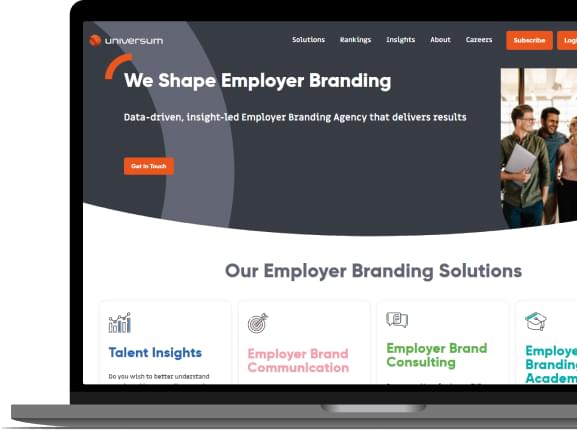 universum
Solutions Rankings Insights About Careers Subscribe Logi
We Shape Employer Branding
Data-driven, insight-led Employer Branding Agency that delivers results
Get In Touch
Our Employer Branding Solutions
Talent Insights
Do you wish to better understand
Employer Brand
Communication
Employer Brand
Consulting
Employe
Branding
Academ